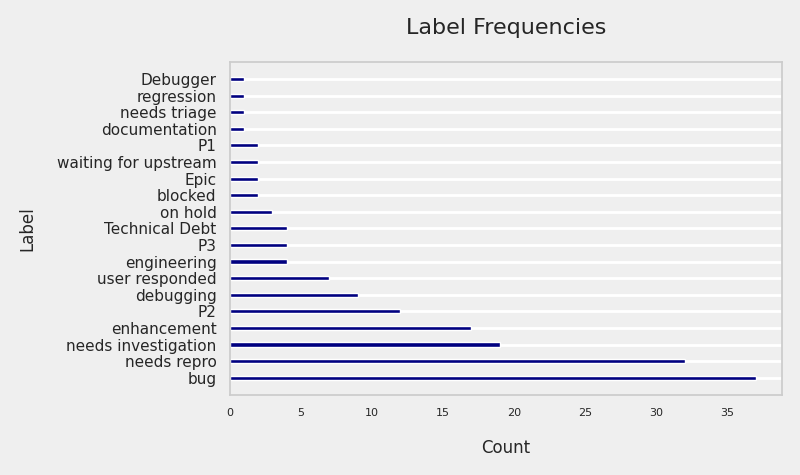 Label Frequencies
Label
Debugger
regression
needs triage
documentation
P1
waiting for upstream
Epic
blocked
on hold
Technical Debt
P3
engineering
user responded
debugging
P2
enhancement
needs investigation
needs repro
bug
0 5 10 15 20 25 30 35
Count